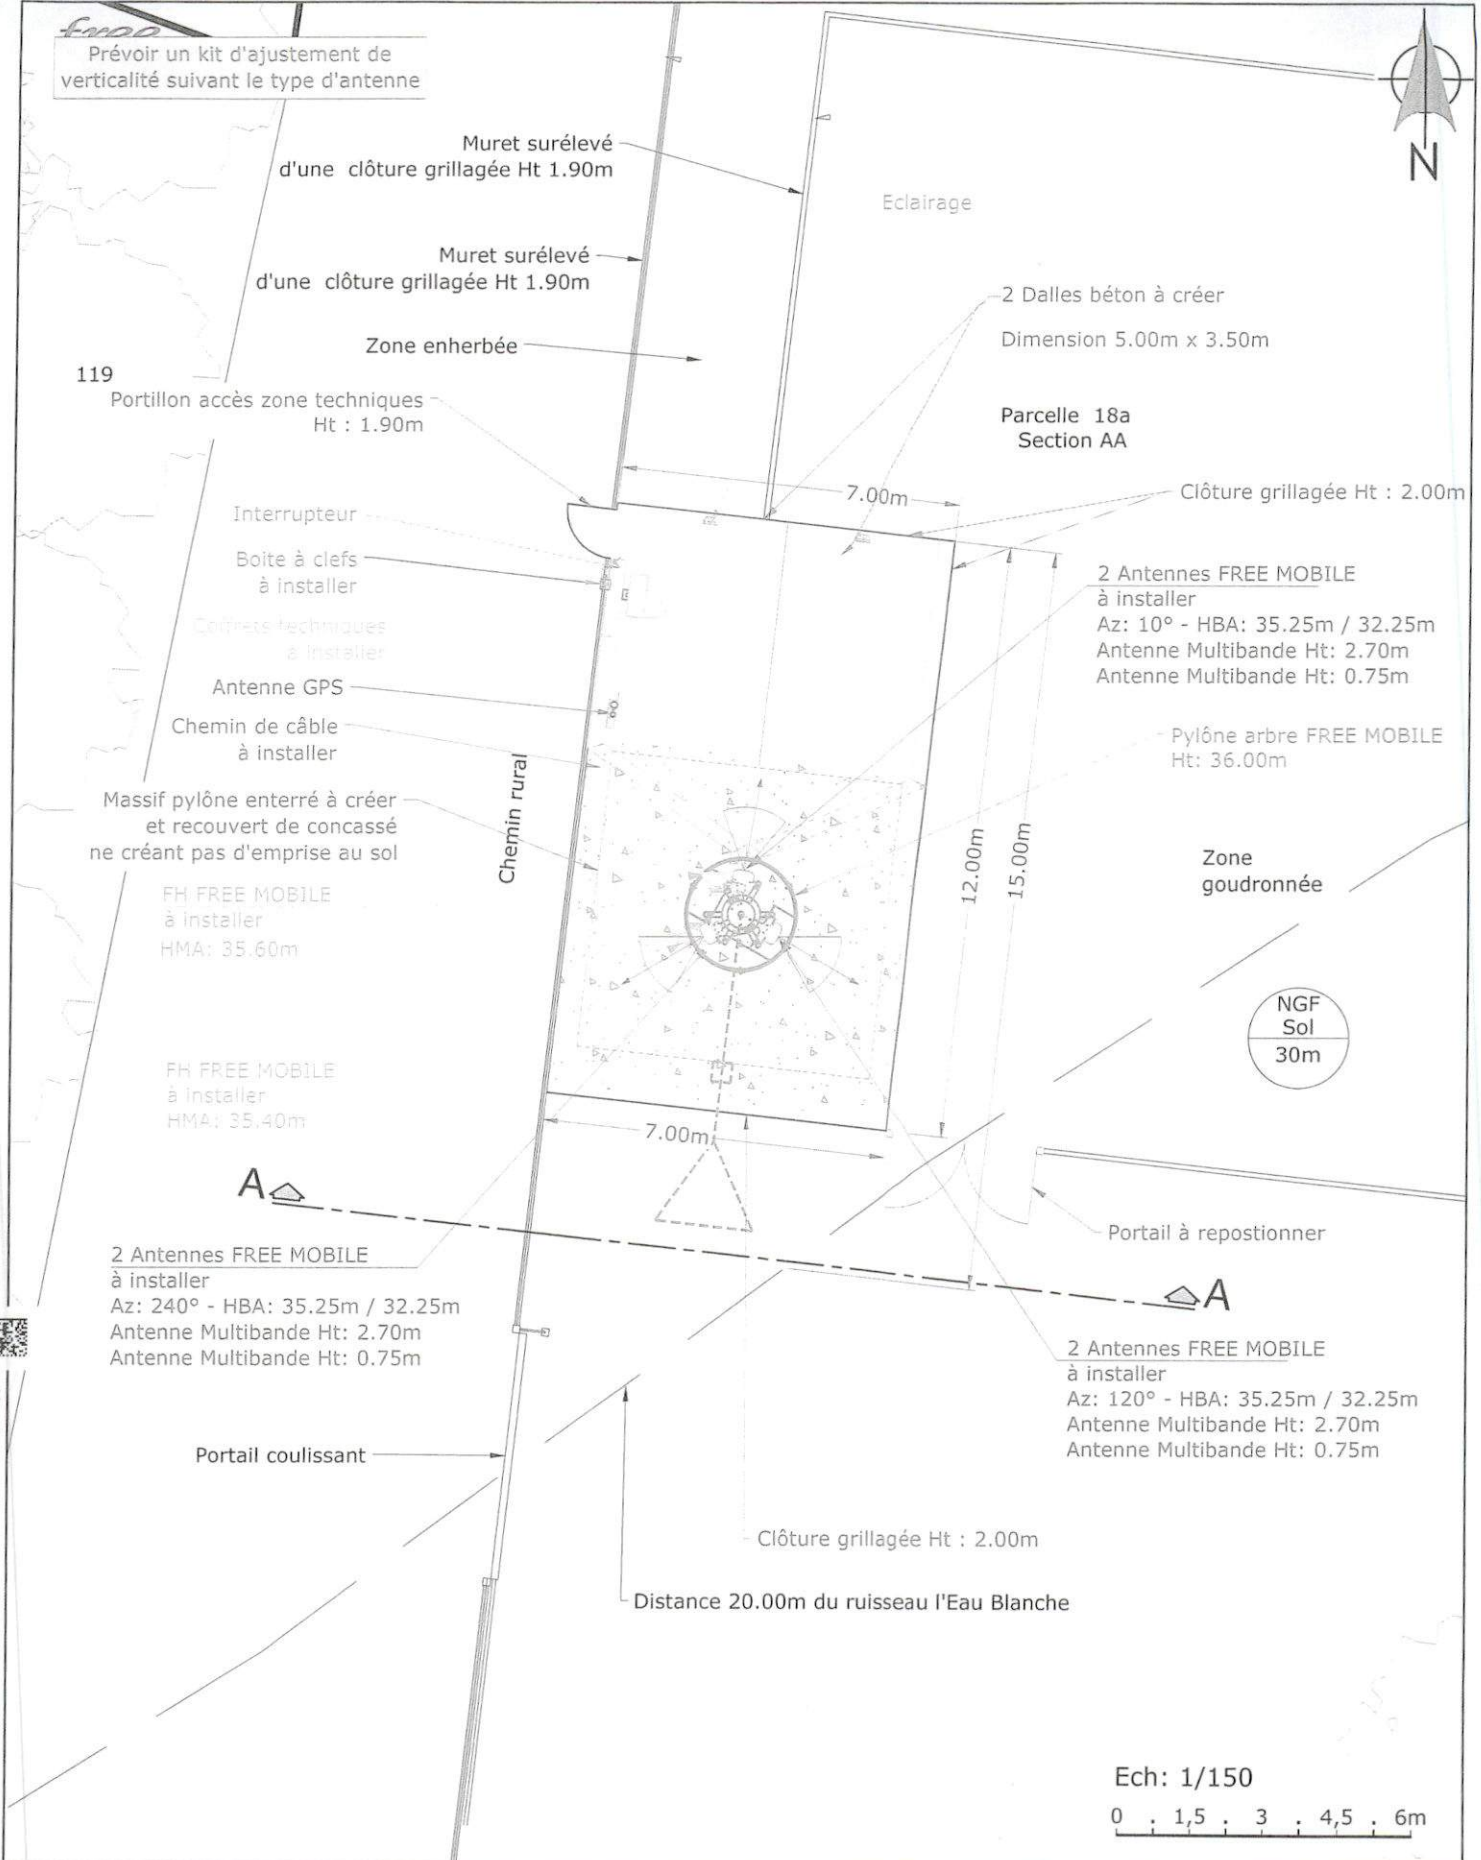 free
Prévoir un kit d'ajustement de
verticalité suivant le type d'antenne
N
Muret surélevé
d'une clôture grillagée Ht 1.90m
Eclairage
Muret surélevé
d'une clôture grillagée Ht 1.90m
2 Dalles béton à créer
Dimension 5.00m x 3.50m
Zone enherbée
119
Portillon accès zone techniques
Ht : 1.90m
Parcelle 18a
Section AA
7.00m
Clôture grillagée Ht : 2.00m
Interrupteur
Boite à clefs
à installer
2 Antennes FREE MOBILE
à installer
Az: 10° - HBA: 35.25m / 32.25m
Antenne Multibande Ht: 2.70m
Antenne Multibande Ht: 0.75m
Coffrets techniques
à installer
Antenne GPS
Chemin de câble
à installer
Pylône arbre FREE MOBILE
Ht: 36.00m
Chemin rural
Massif pylône enterré à créer
et recouvert de concassé
ne créant pas d'emprise au sol
12.00m
15.00m
Zone
goudronnée
FH FREE MOBILE
à installer
HMA: 35.60m
NGF
Sol
30m
FH FREE MOBILE
à installer
HMA: 35.40m
7.00m
A
Portail à repostionner
2 Antennes FREE MOBILE
à installer
Az: 240° - HBA: 35.25m / 32.25m
Antenne Multibande Ht: 2.70m
Antenne Multibande Ht: 0.75m
A
2 Antennes FREE MOBILE
à installer
Az: 120° - HBA: 35.25m / 32.25m
Antenne Multibande Ht: 2.70m
Antenne Multibande Ht: 0.75m
Portail coulissant
Clôture grillagée Ht : 2.00m
Distance 20.00m du ruisseau l'Eau Blanche
Ech: 1/150
0 . 1,5 . 3 . 4,5 . 6m